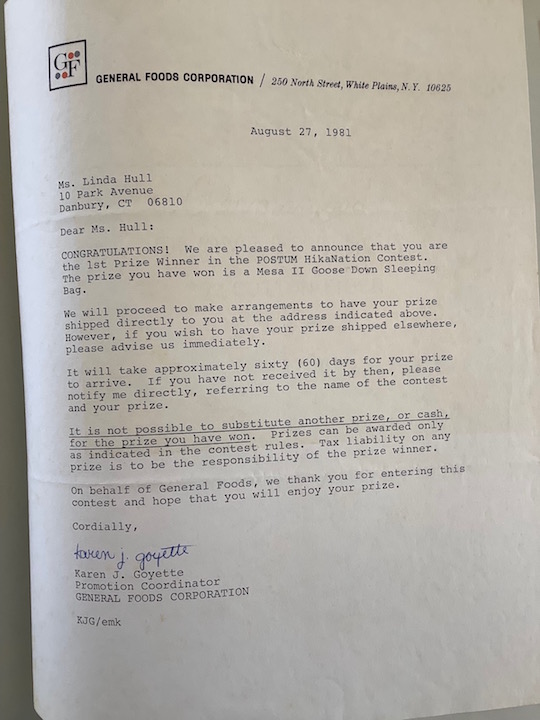 GF
GENERAL FOODS CORPORATION / 250 North Street, White Plains, N. Y. 10625
August 27, 1981
Ms. Linda Hull
10 Park Avenue
Danbury, CT 06810
Dear Ms. Hull:
CONGRATULATIONS! We are pleased to announce that you are
the 1st Prize Winner in the POSTUM HikaNation Contest.
The prize you have won is a Mesa II Goose Down Sleeping
Bag.
We will proceed to make arrangements to have your prize
shipped directly to you at the address indicated above.
However, if you wish to have your prize shipped elsewhere,
please advise us immediately.
It will take approximately sixty (60) days for your prize
to arrive. If you have not received it by then, please
notify me directly, referring to the name of the contest
and your prize.
It is not possible to substitute another prize, or cash,
for the prize you have won. Prizes can be awarded only
as indicated in the contest rules. Tax liability on any
prize is to be the responsibility of the prize winner.
On behalf of General Foods, we thank you for entering this
contest and hope that you will enjoy your prize.
Cordially,
karen j. goyette
Karen J. Goyette
Promotion Coordinator
GENERAL FOODS CORPORATION
KJG/emk